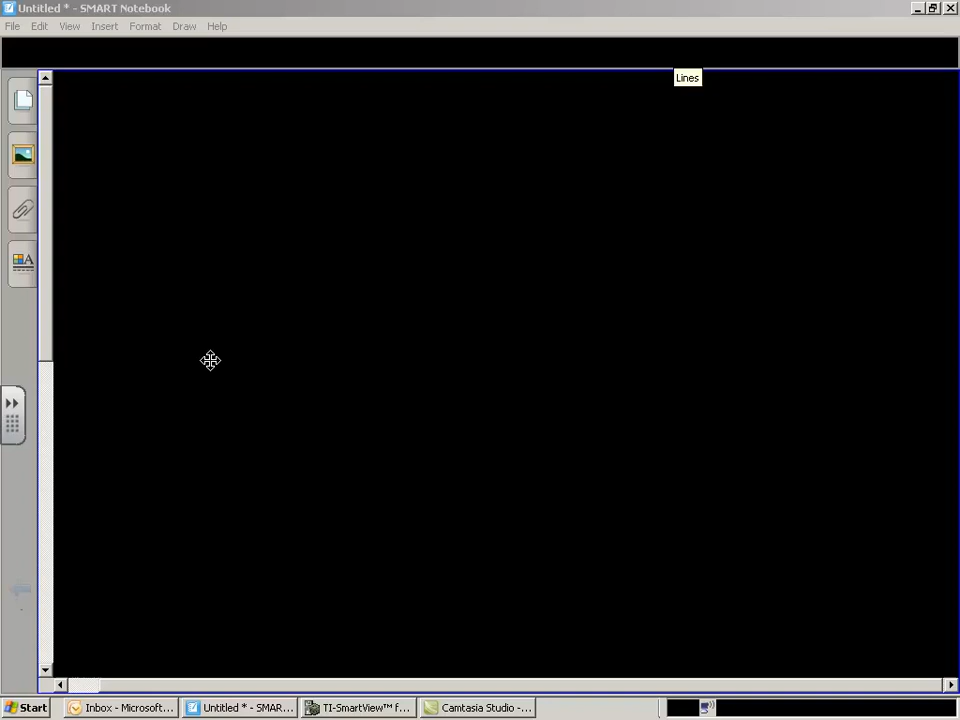 Untitled * - SMART Notebook
File Edit View Insert Format Draw Help
Lines
A
Start Inbox - Microsoft... Untitled * - SMAR... TI-SmartView™ f... Camtasia Studio -...